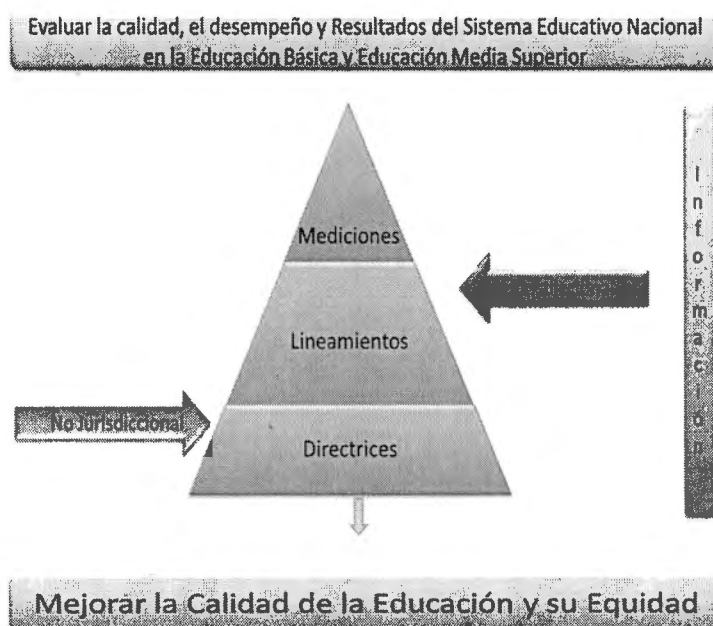 Evaluar la calidad, el desempeño y Resultados del Sistema Educativo Nacional
en la Educación Básica y Educación Media Superior
Mediciones
Lineamientos
Directrices
No Jurisdiccional
Información
Mejorar la Calidad de la Educación y su Equidad